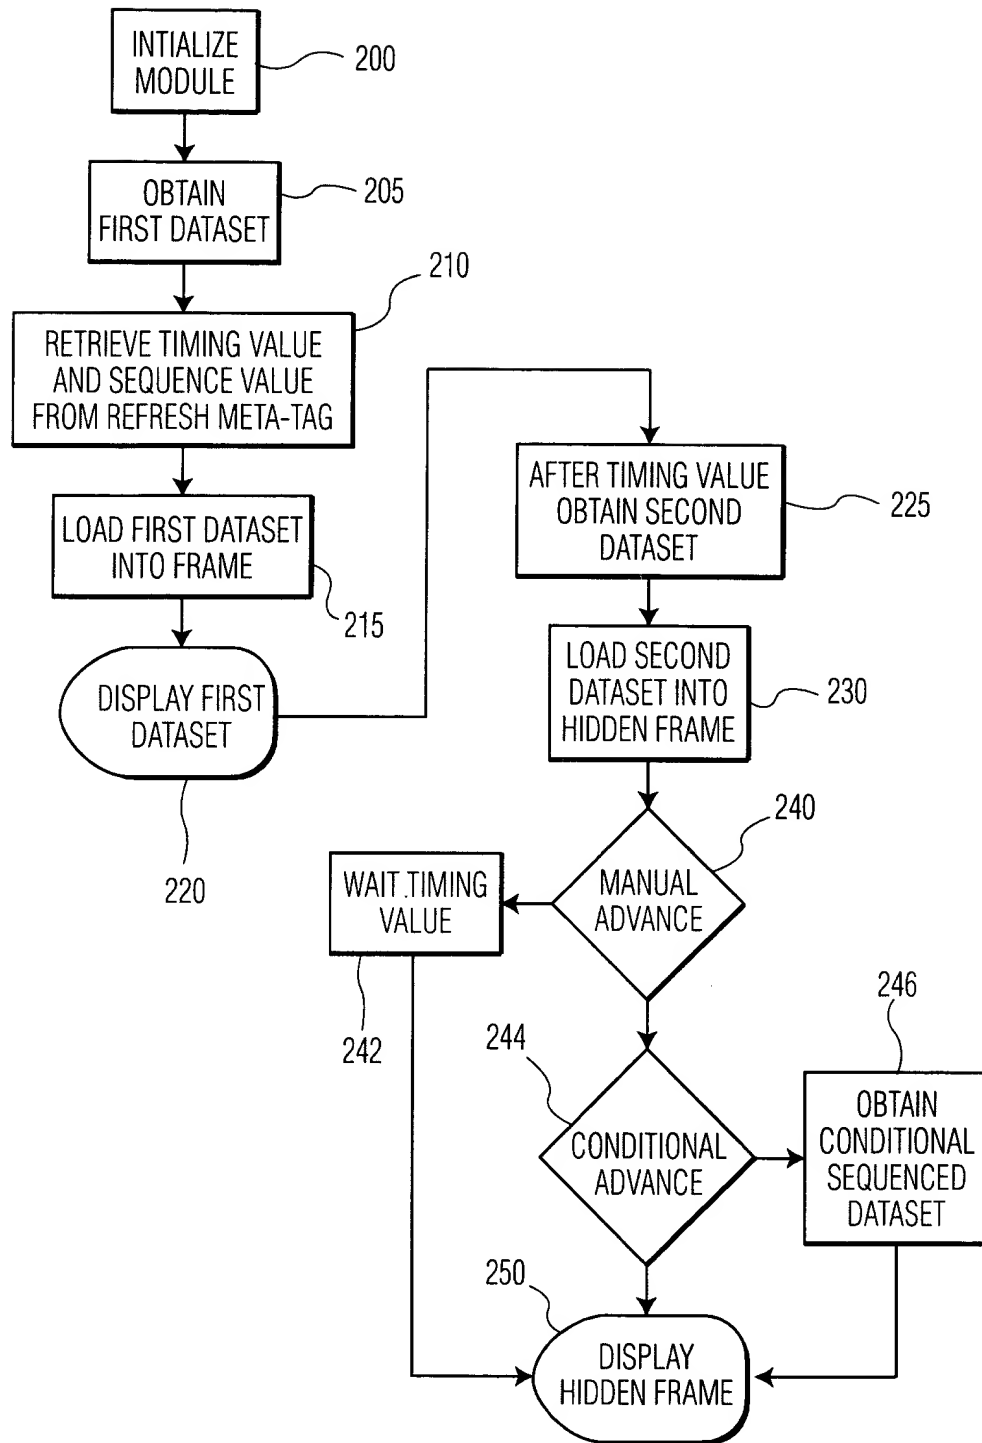 INTIALIZE
MODULE
200
OBTAIN
FIRST DATASET
205
210
RETRIEVE TIMING VALUE
AND SEQUENCE VALUE
FROM REFRESH META-TAG
LOAD FIRST DATASET
INTO FRAME
215
DISPLAY FIRST
DATASET
220
AFTER TIMING VALUE
OBTAIN SECOND
DATASET
225
LOAD SECOND
DATASET INTO
HIDDEN FRAME
230
240
MANUAL
ADVANCE
WAIT TIMING
VALUE
242
244
CONDITIONAL
ADVANCE
246
OBTAIN
CONDITIONAL
SEQUENCED
DATASET
250
DISPLAY
HIDDEN FRAME